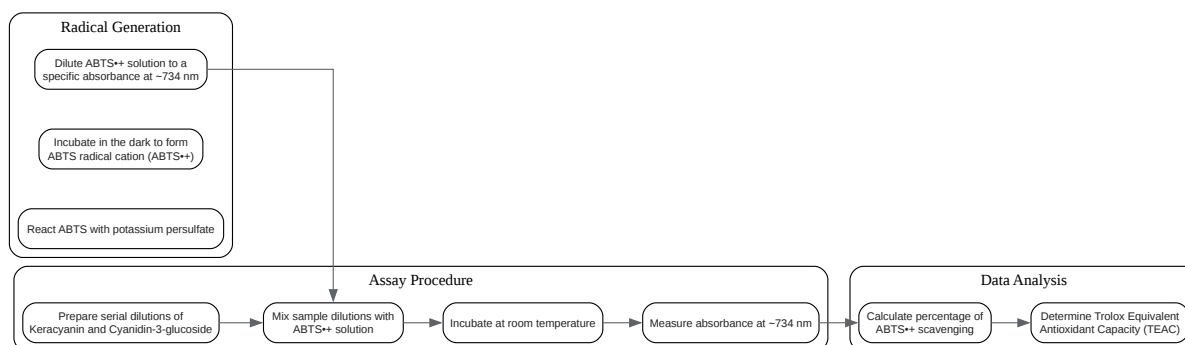 Radical Generation
Dilute ABTS•+ solution to a
specific absorbance at ~734 nm
Incubate in the dark to form
ABTS radical cation (ABTS•+)
React ABTS with potassium persulfate
Assay Procedure
Prepare serial dilutions of
Keracyanin and Cyanidin-3-glucoside
Mix sample dilutions with
ABTS•+ solution
Incubate at room temperature
Measure absorbance at ~734 nm
Data Analysis
Calculate percentage of
ABTS•+ scavenging
Determine Trolox Equivalent
Antioxidant Capacity (TEAC)